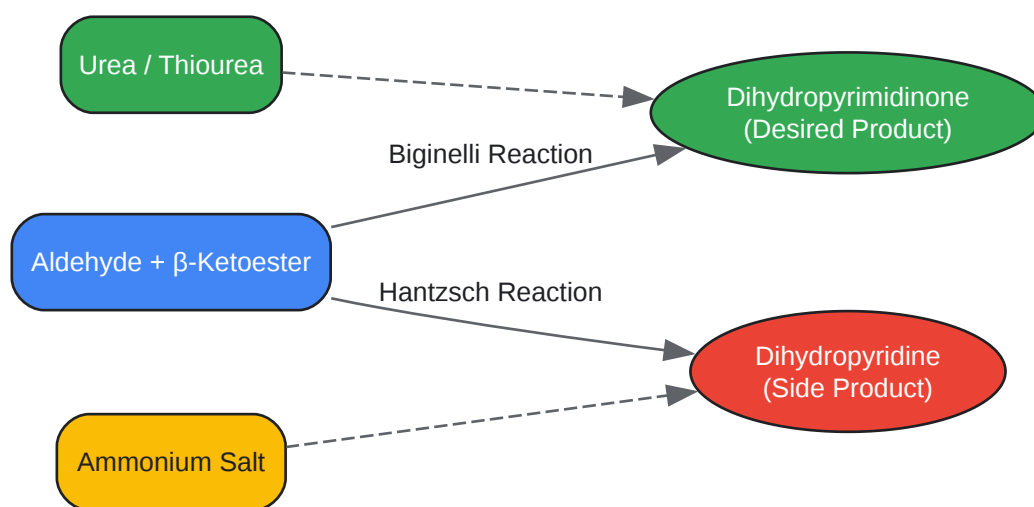 Urea / Thiourea
Dihydropyrimidinone
(Desired Product)
Biginelli Reaction
Aldehyde + β-Ketoester
Hantzsch Reaction
Dihydropyridine
(Side Product)
Ammonium Salt